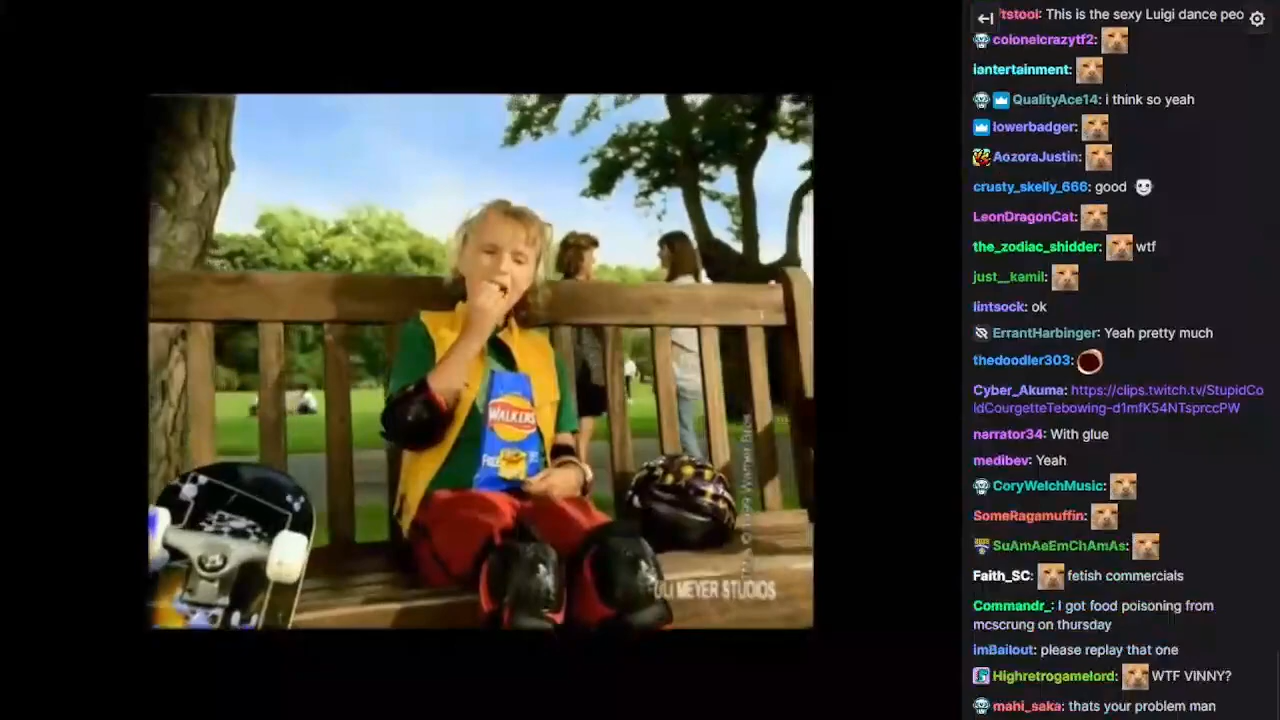 tstool: This is the sexy Luigi dance peo
colonelcrazytf2:
iantertainment:
QualityAce14: i think so yeah
lowerbadger:
AozoraJustin:
crusty_skelly_666: good
LeonDragonCat:
the_zodiac_shidder: wtf
just__kamil:
lintsock: ok
ErrantHarbinger: Yeah pretty much
thedoodler303:
Cyber_Akuma: https://clips.twitch.tv/StupidCo
ldCourgetteTebowing-d1mfK54NTsprccPW
narrator34: With glue
medibev: Yeah
CoryWelchMusic:
SomeRagamuffin:
SuAmAeEmChAmAs:
Faith_SC: fetish commercials
Commandr_: I got food poisoning from
mcscrung on thursday
imBailout: please replay that one
Highretrogamelord: WTF VINNY?
mahi_saka: thats your problem man
WALKERS
ULI MEYER STUDIOS
Warner Bros